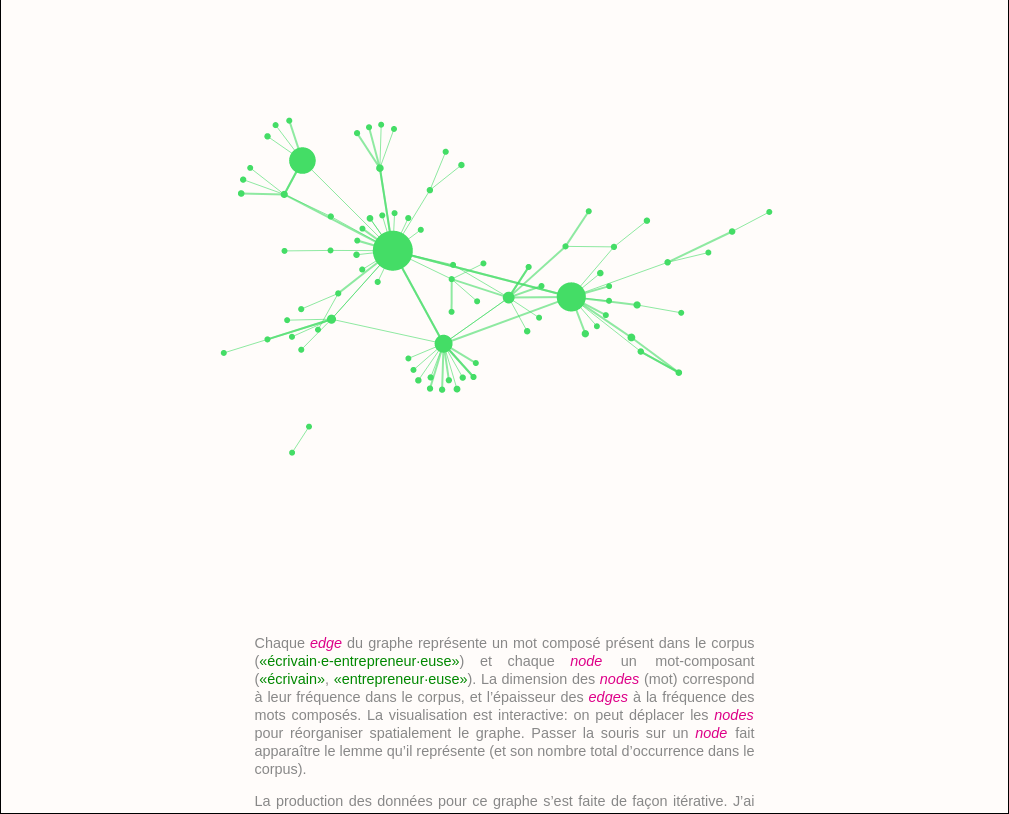 Chaque edge du graphe représente un mot composé présent dans le corpus
(«écrivain·e-entrepreneur·euse») et chaque node un mot-composant
(«écrivain», «entrepreneur·euse»). La dimension des nodes (mot) correspond
à leur fréquence dans le corpus, et l’épaisseur des edges à la fréquence des
mots composés. La visualisation est interactive: on peut déplacer les nodes
pour réorganiser spatialement le graphe. Passer la souris sur un node fait
apparaître le lemme qu’il représente (et son nombre total d’occurrence dans le
corpus).
La production des données pour ce graphe s’est faite de façon itérative. J’ai